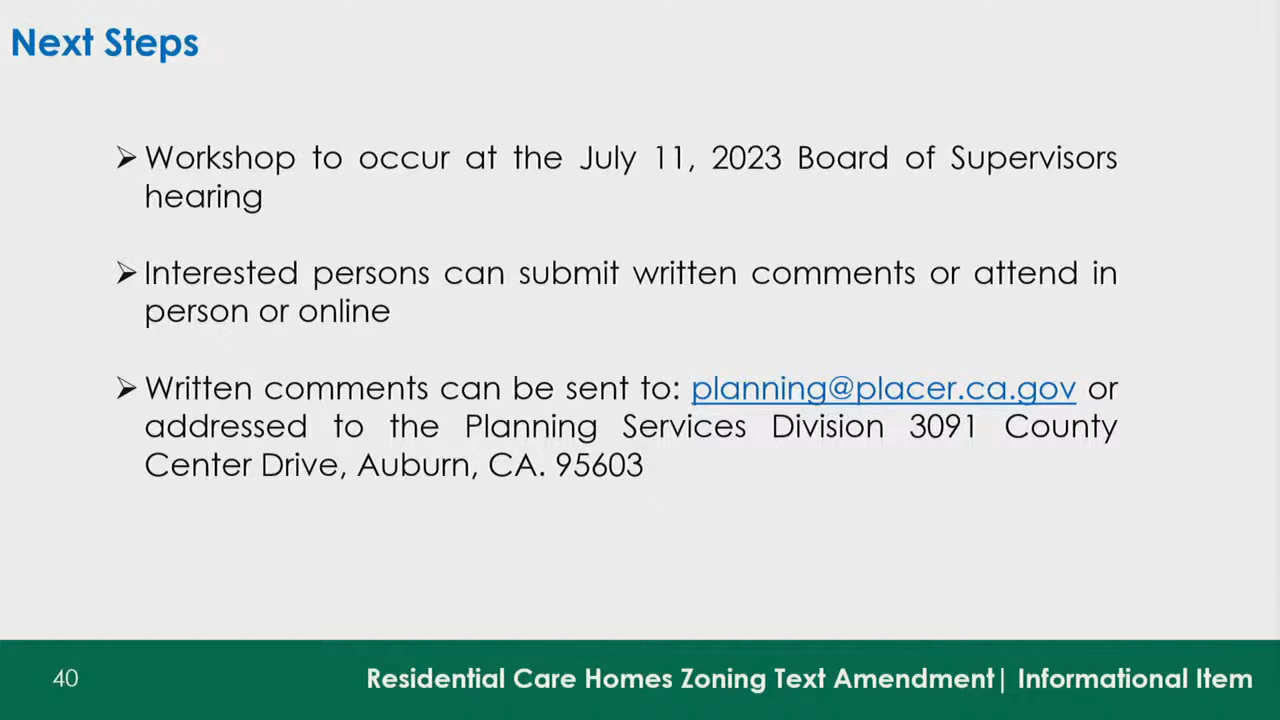 Next Steps
➢ Workshop to occur at the July 11, 2023 Board of Supervisors
hearing
➢ Interested persons can submit written comments or attend in
person or online
➢ Written comments can be sent to: planning@placer.ca.gov or
addressed to the Planning Services Division 3091 County
Center Drive, Auburn, CA. 95603
40
Residential Care Homes Zoning Text Amendment| Informational Item